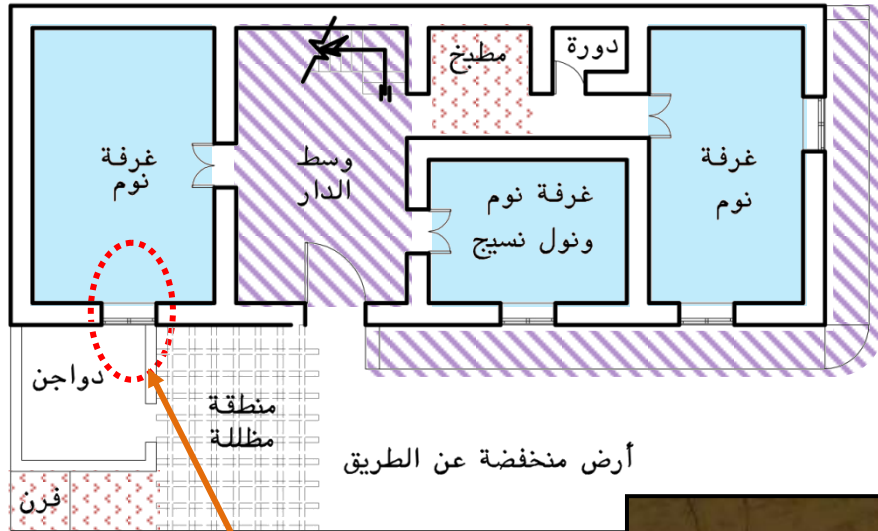 دورة
مطبخ
غرفة
نوم
وسط
الدار
غرفة
نوم
غرفة نوم
ونول نسيج
دواجن
منطقة
مظللة
أرض منخفضة عن الطريق
فرن